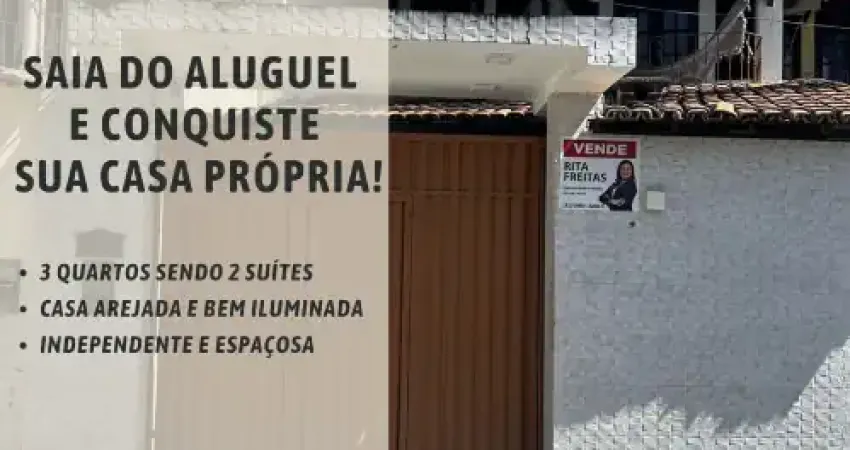 SAIA DO ALUGUEL
E CONQUISTE
SUA CASA PRÓPRIA!
• 3 QUARTOS SENDO 2 SUÍTES
• CASA AREJADA E BEM ILUMINADA
• INDEPENDENTE E ESPAÇOSA
VENDE
RITA
FREITAS